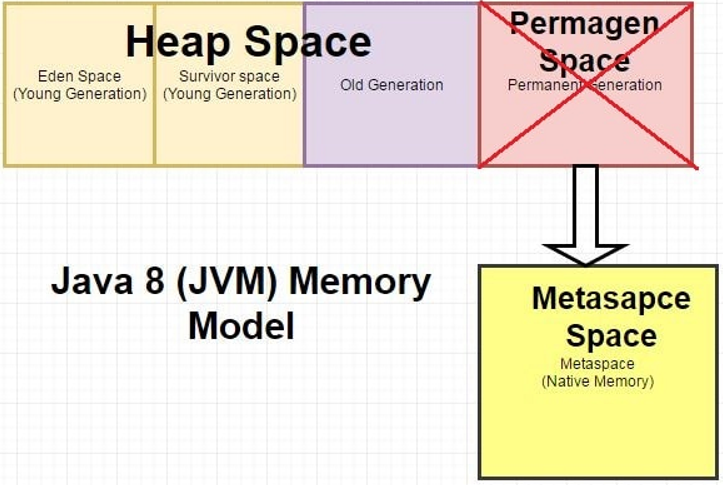 Heap Space
Eden Space
(Young Generation)
Survivor space
(Young Generation)
Old Generation
Permagen
Space
Permanent Generation
Java 8 (JVM) Memory
Model
Metasapce
Space
Metaspace
(Native Memory)